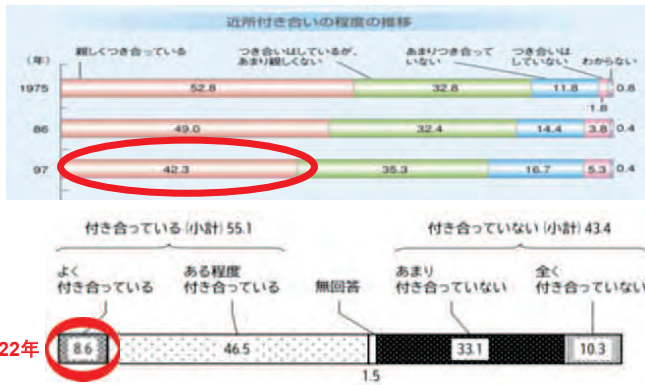 近所付き合いの程度の推移
(年)
親しくつき合っている
つき合いはしているが、
あまり親しくない
あまりつき合って
いない
つき合いは
していない
わからない
1975 52.8 32.8 11.8 1.8 0.8
86 49.0 32.4 14.4 3.8 0.4
97 42.3 35.3 16.7 5.3 0.4
付き合っている(小計)55.1
付き合っていない(小計)43.4
よく
付き合っている
ある程度
付き合っている
無回答
あまり
付き合っていない
全く
付き合っていない
22年 8.6 46.5 1.5 33.1 10.3